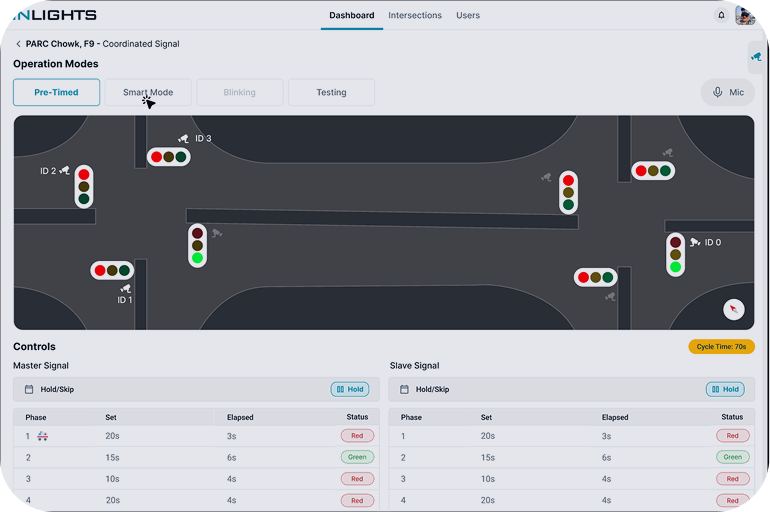 INLIGHTS
Dashboard Intersections Users
PARC Chowk, F9 - Coordinated Signal
Operation Modes
Pre-Timed Smart Mode Blinking Testing Mic
ID 3
ID 2
ID 0
ID 1
Controls Cycle Time: 70s
Master Signal Slave Signal
Hold/Skip Hold Hold/Skip Hold
Phase Set Elapsed Status Phase Set Elapsed Status
1 20s 3s Red 1 20s 3s Red
2 15s 6s Green 2 15s 6s Green
3 10s 4s Red 3 10s 4s Red
4 20s 4s Red 4 20s 4s Red